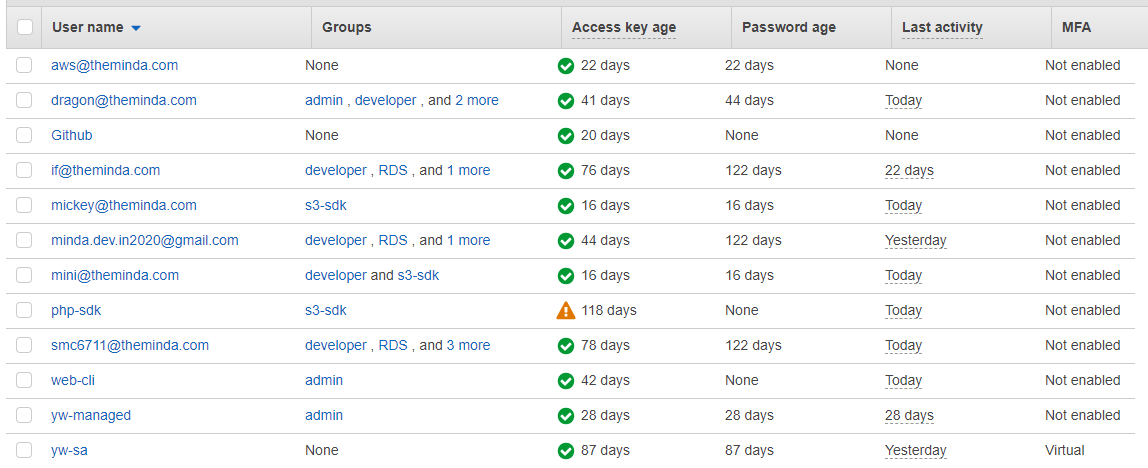 User name Groups Access key age Password age Last activity MFA
aws@theminda.com None 22 days 22 days None Not enabled
dragon@theminda.com admin , developer , and 2 more 41 days 44 days Today Not enabled
Github None 20 days None None Not enabled
if@theminda.com developer , RDS , and 1 more 76 days 122 days 22 days Not enabled
mickey@theminda.com s3-sdk 16 days 16 days Today Not enabled
minda.dev.in2020@gmail.com developer , RDS , and 1 more 44 days 122 days Yesterday Not enabled
mini@theminda.com developer and s3-sdk 16 days 16 days Today Not enabled
php-sdk s3-sdk 118 days None Today Not enabled
smc6711@theminda.com developer , RDS , and 3 more 78 days 122 days Today Not enabled
web-cli admin 42 days None Today Not enabled
yw-managed admin 28 days 28 days 28 days Not enabled
yw-sa None 87 days 87 days Yesterday Virtual